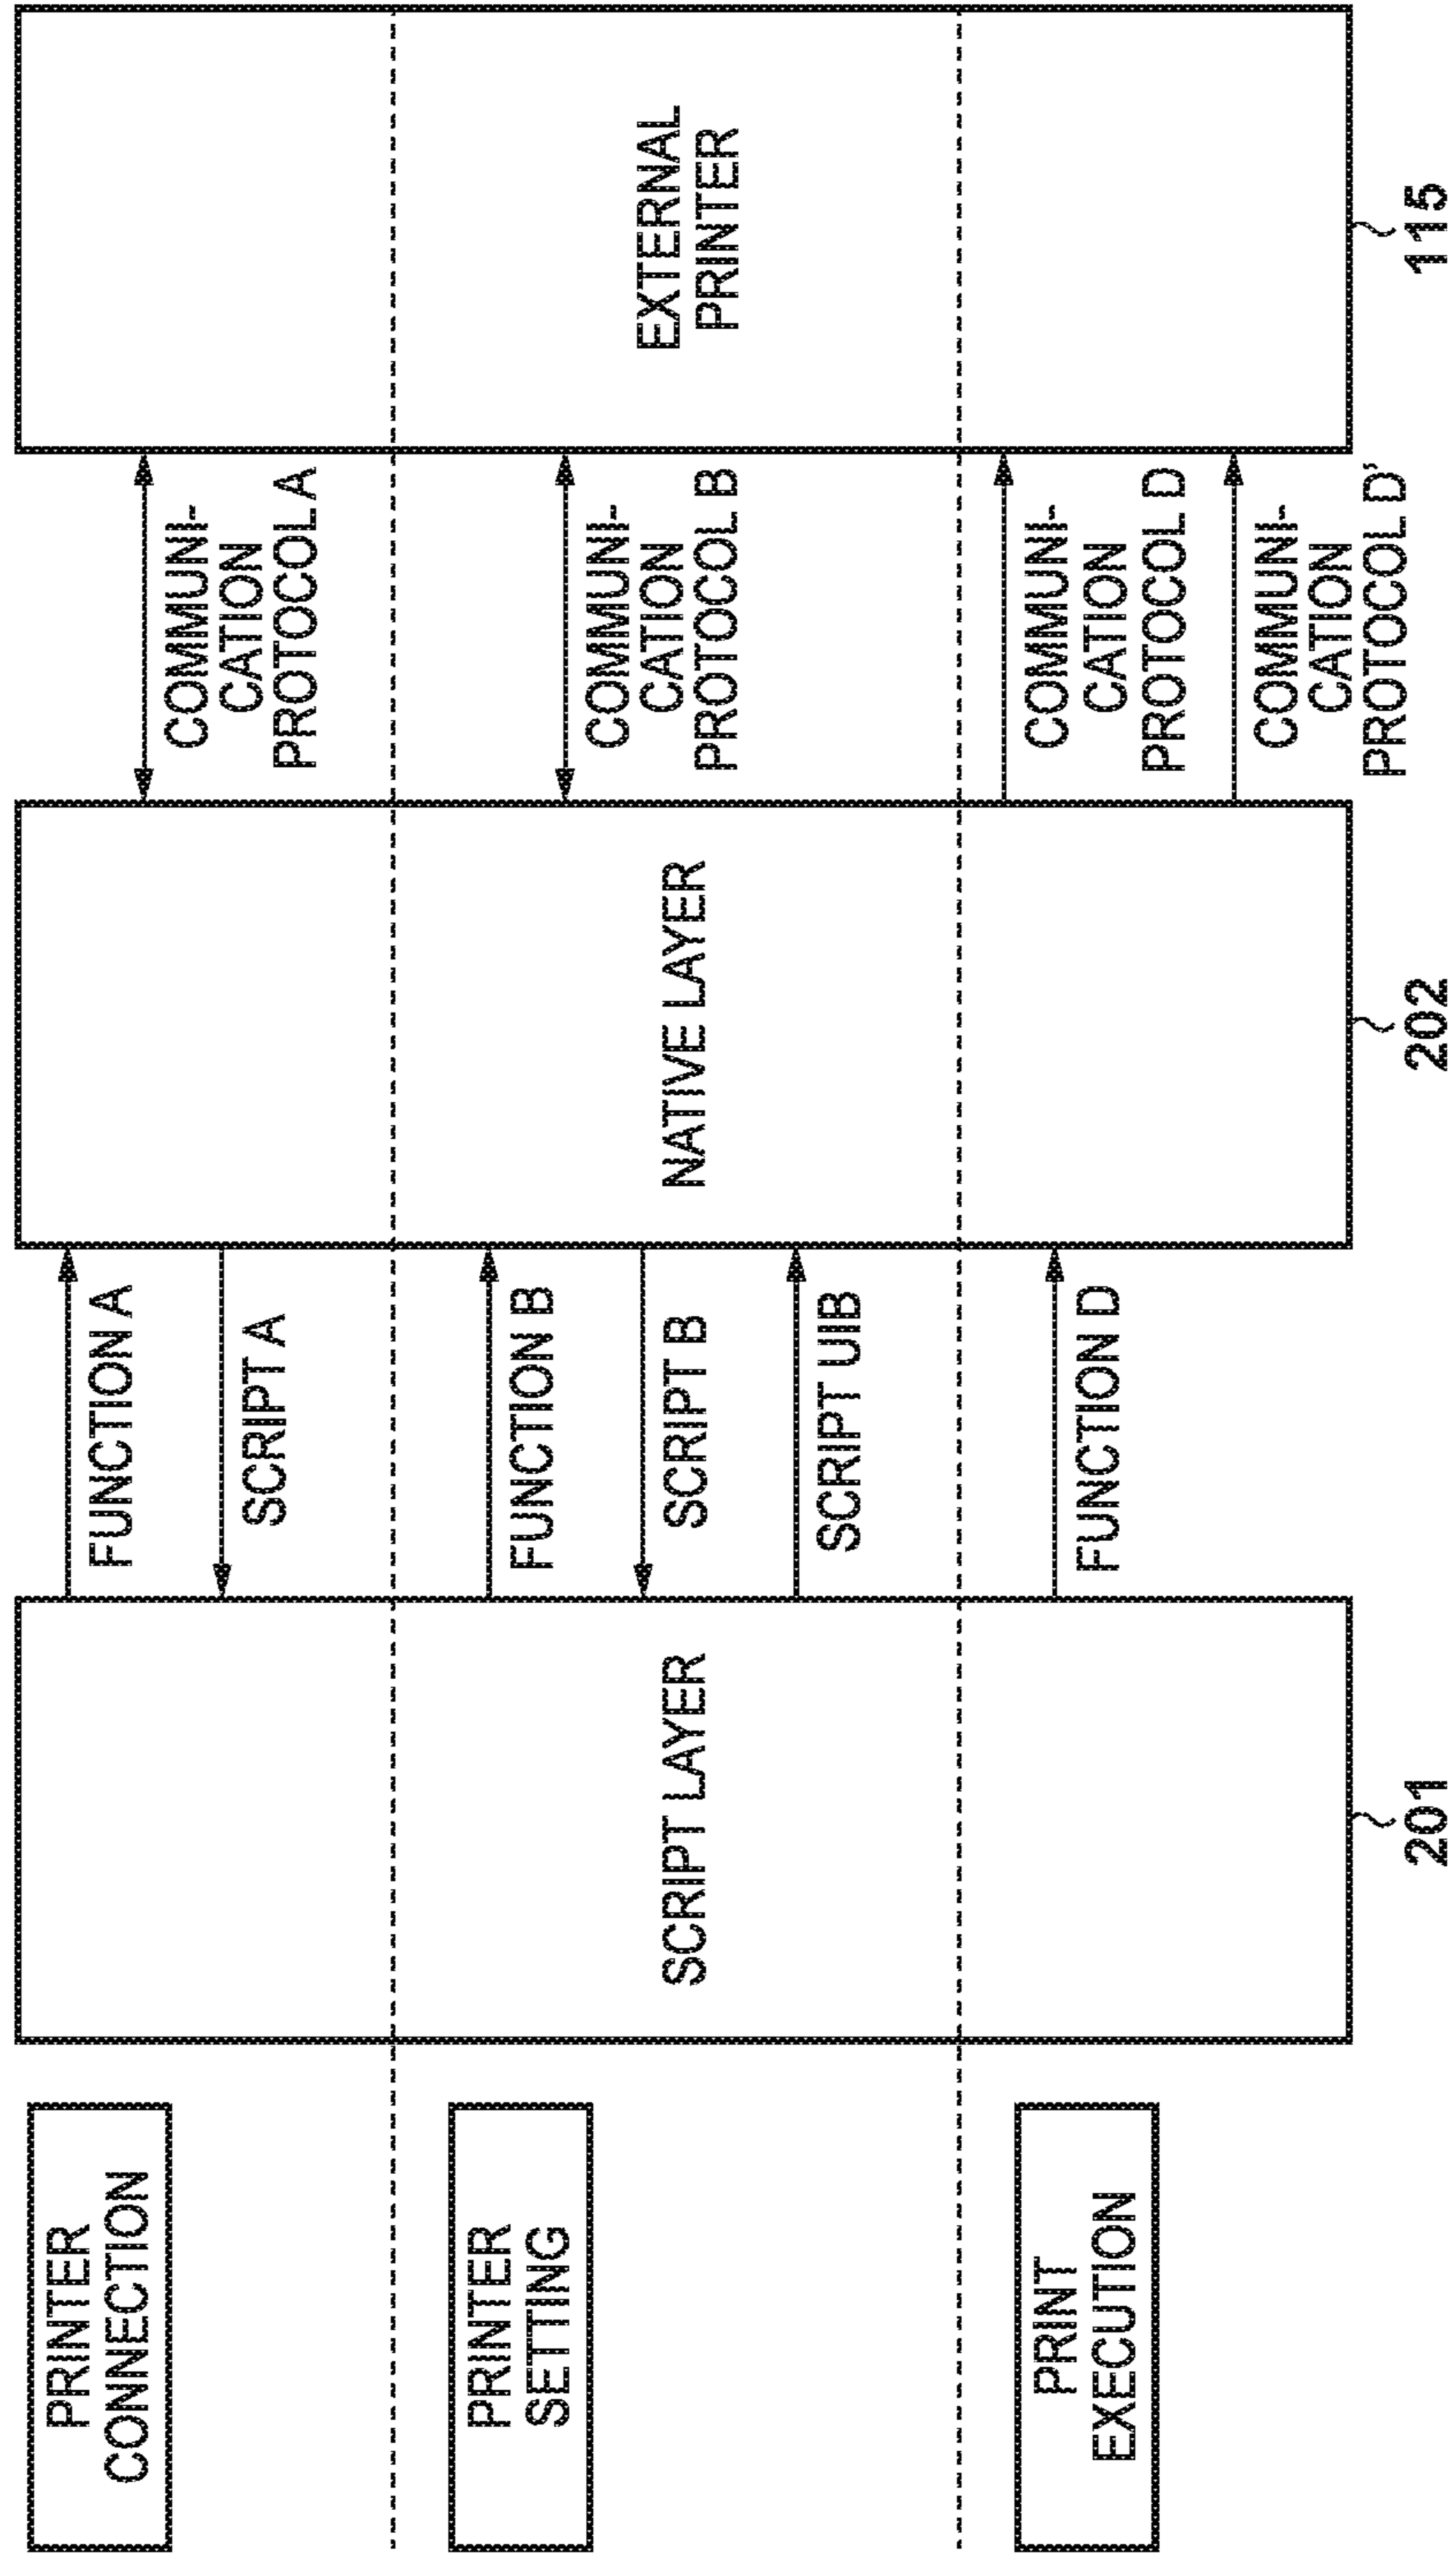 PRINTER
CONNECTION
FUNCTION A
SCRIPT A
COMMUNI-
CATION
PROTOCOL A
PRINTER
SETTING
FUNCTION B
SCRIPT B
SCRIPT UIB
SCRIPT LAYER
NATIVE LAYER
COMMUNI-
CATION
PROTOCOL B
EXTERNAL
PRINTER
PRINT
EXECUTION
FUNCTION D
COMMUNI-
CATION
PROTOCOL D
COMMUNI-
CATION
PROTOCOL D'
201
202
115